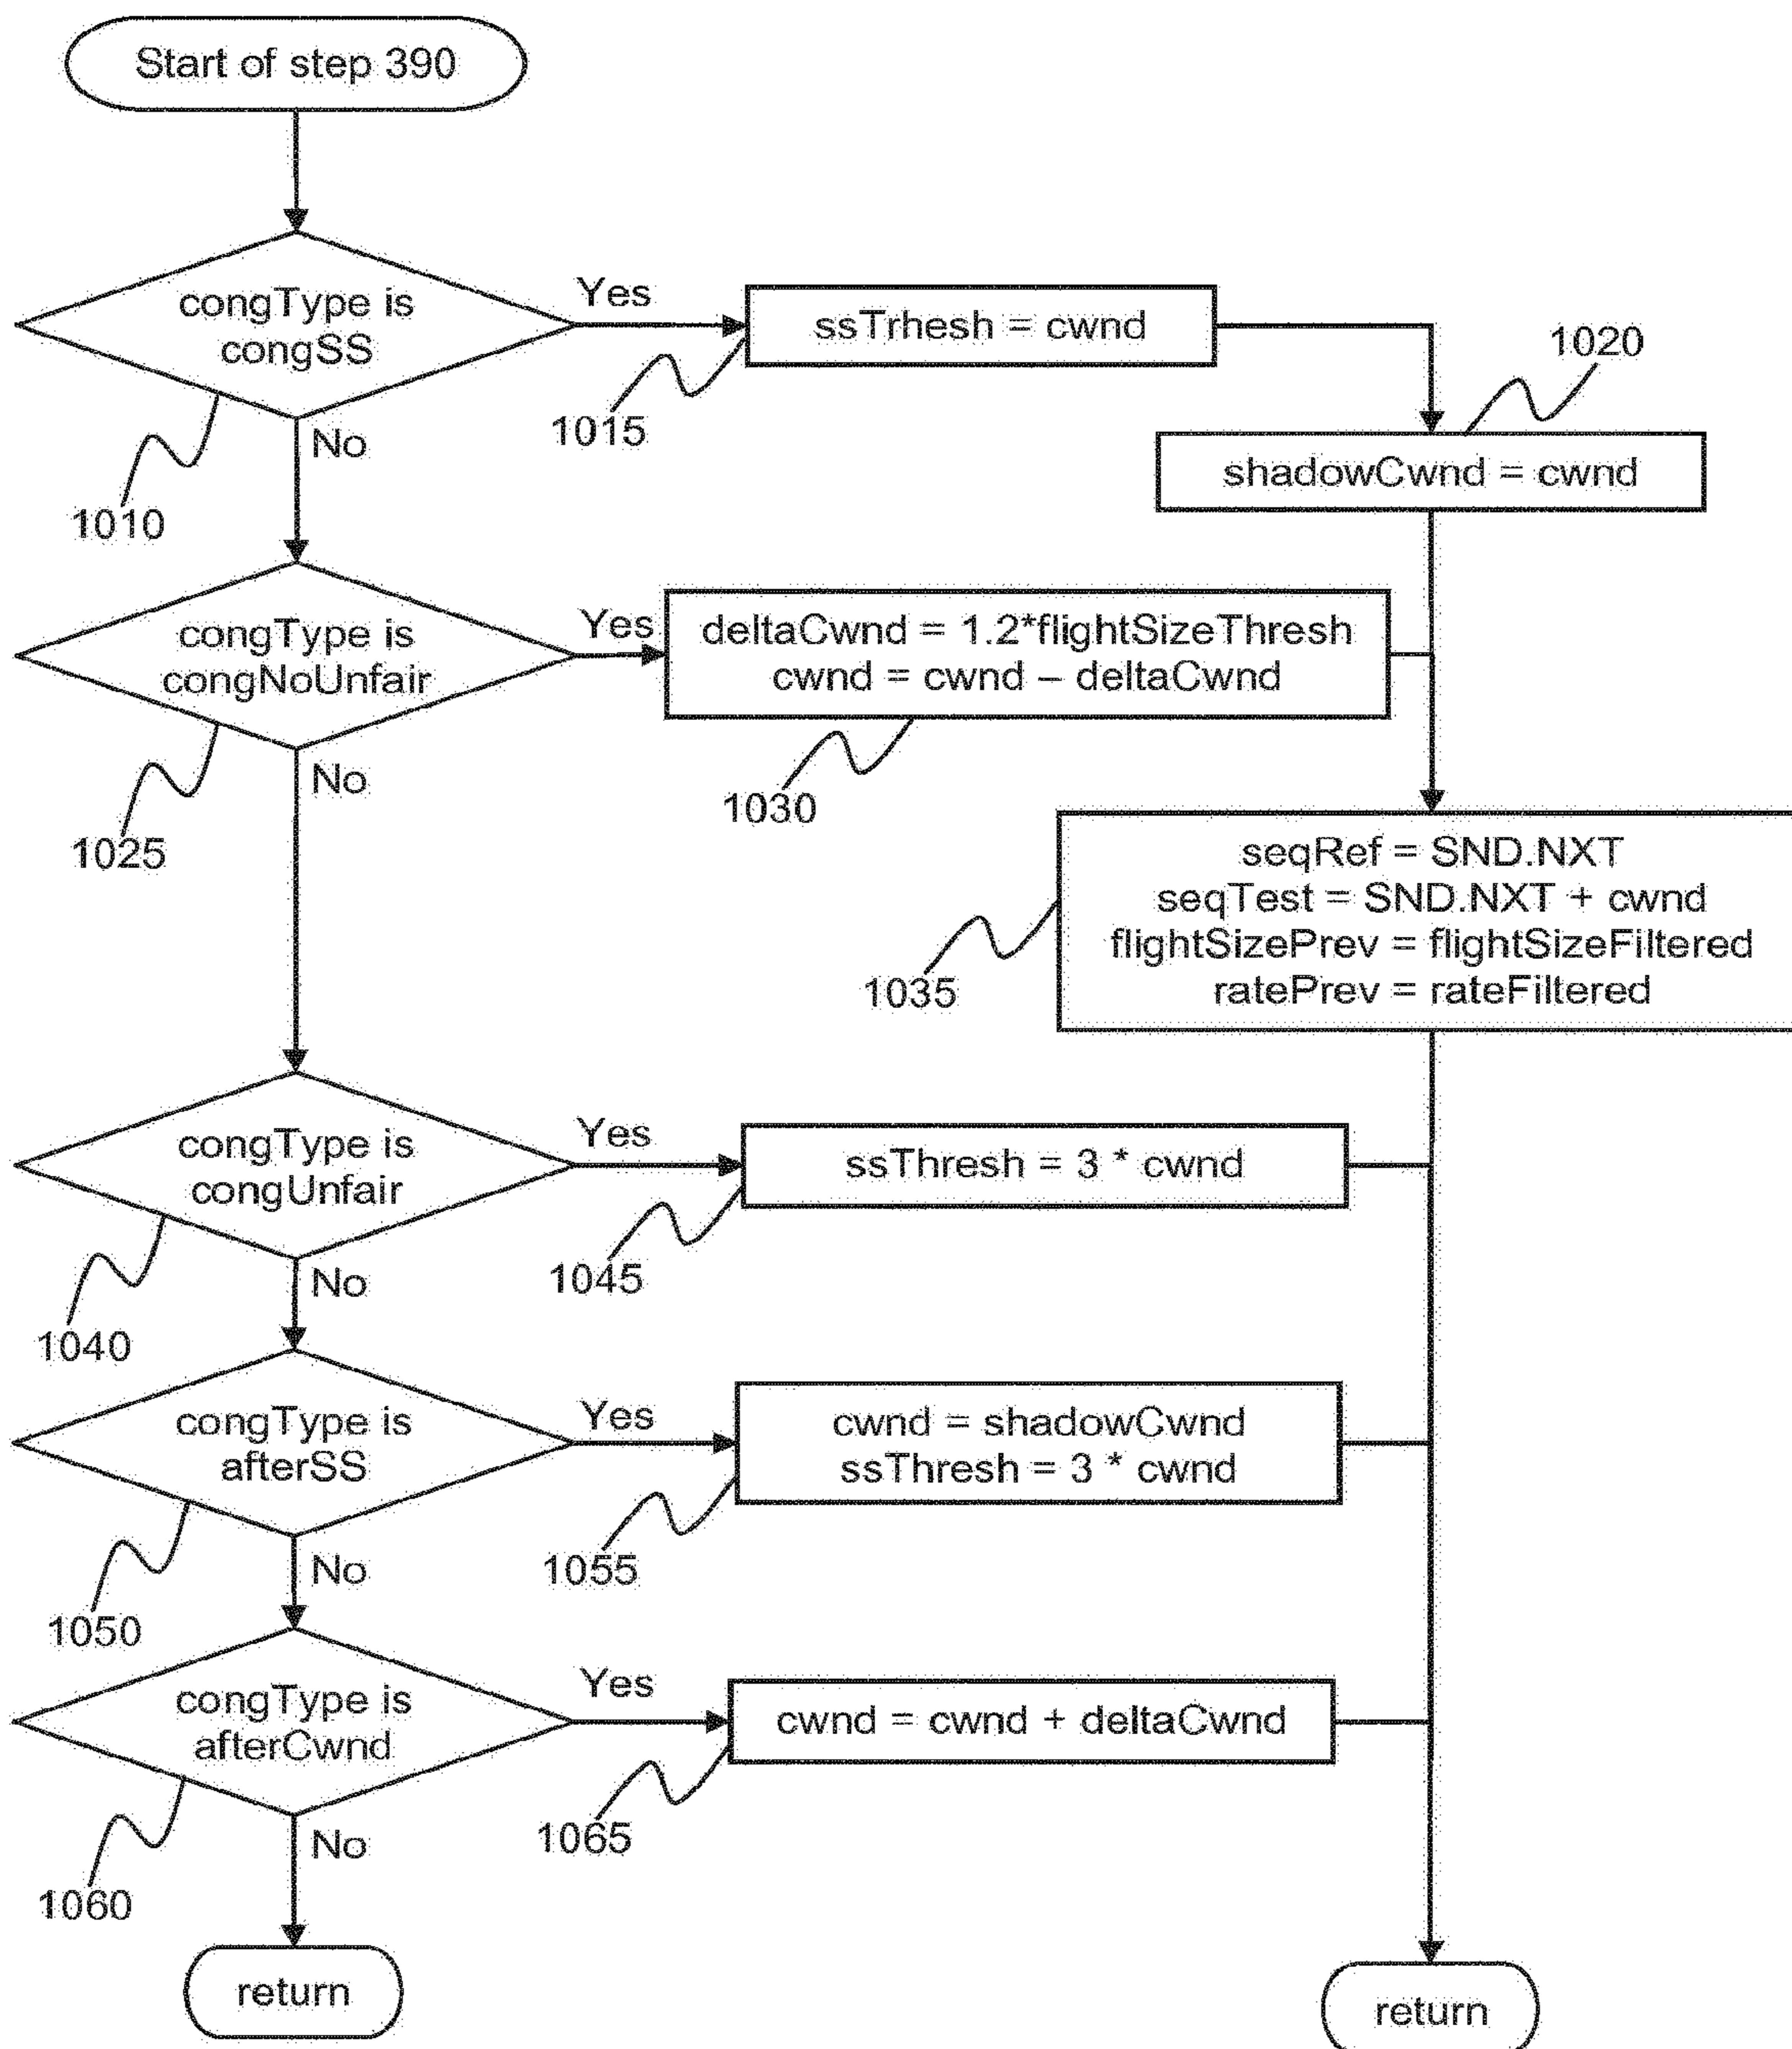 Start of step 390
congType is
congSS
Yes
No
1010
ssTrhesh = cwnd
1015
1020
shadowCwnd = cwnd
congType is
congNoUnfair
Yes
No
1025
deltaCwnd = 1.2*flightSizeThresh
cwnd = cwnd – deltaCwnd
1030
seqRef = SND.NXT
seqTest = SND.NXT + cwnd
flightSizePrev = flightSizeFiltered
ratePrev = rateFiltered
1035
congType is
congUnfair
Yes
No
1040
ssThresh = 3 * cwnd
1045
congType is
afterSS
Yes
No
1050
cwnd = shadowCwnd
ssThresh = 3 * cwnd
1055
congType is
afterCwnd
Yes
No
1060
cwnd = cwnd + deltaCwnd
1065
return
return